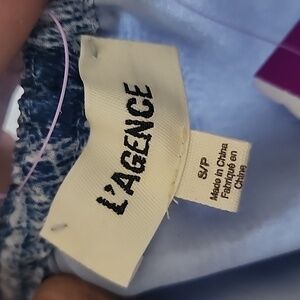 L'AGENCE
S/P
Made in China
Fabriqué en
Chine